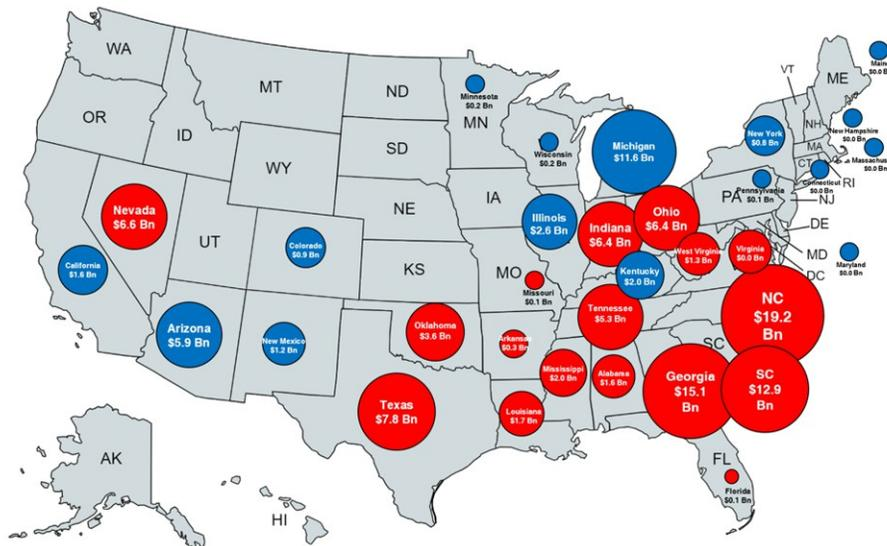 WA
MT
ND
MN
Minnesota
$0.2 Bn
VT
ME
$0.0 B
OR
ID
SD
Wisconsin
$0.2 Bn
Michigan
$11.6 Bn
New York
$0.8 Bn
NH
New Hampshire
$0.0 Bn
MA
$0.0 Bn
WY
CT
Connecticut
$0.0 Bn
RI
NE
IA
PA
Pennsylvania
$0.1 Bn
NJ
Nevada
$6.6 Bn
UT
Colorado
$0.9 Bn
Illinois
$2.6 Bn
Indiana
$6.4 Bn
Ohio
$6.4 Bn
DE
MD
DC
California
$1.6 Bn
KS
MO
Missouri
$0.1 Bn
Kentucky
$2.0 Bn
West Virginia
$1.3 Bn
Virginia
$0.0 Bn
Maryland
$0.0 Bn
Arizona
$5.9 Bn
New Mexico
$1.2 Bn
Oklahoma
$3.6 Bn
Arkansas
$0.3 Bn
Tennessee
$5.3 Bn
NC
$19.2
Bn
SC
Texas
$7.8 Bn
Louisiana
$1.7 Bn
Mississippi
$2.0 Bn
Alabama
$1.6 Bn
Georgia
$15.1
Bn
SC
$12.9
Bn
AK
HI
FL
Florida
$0.1 Bn